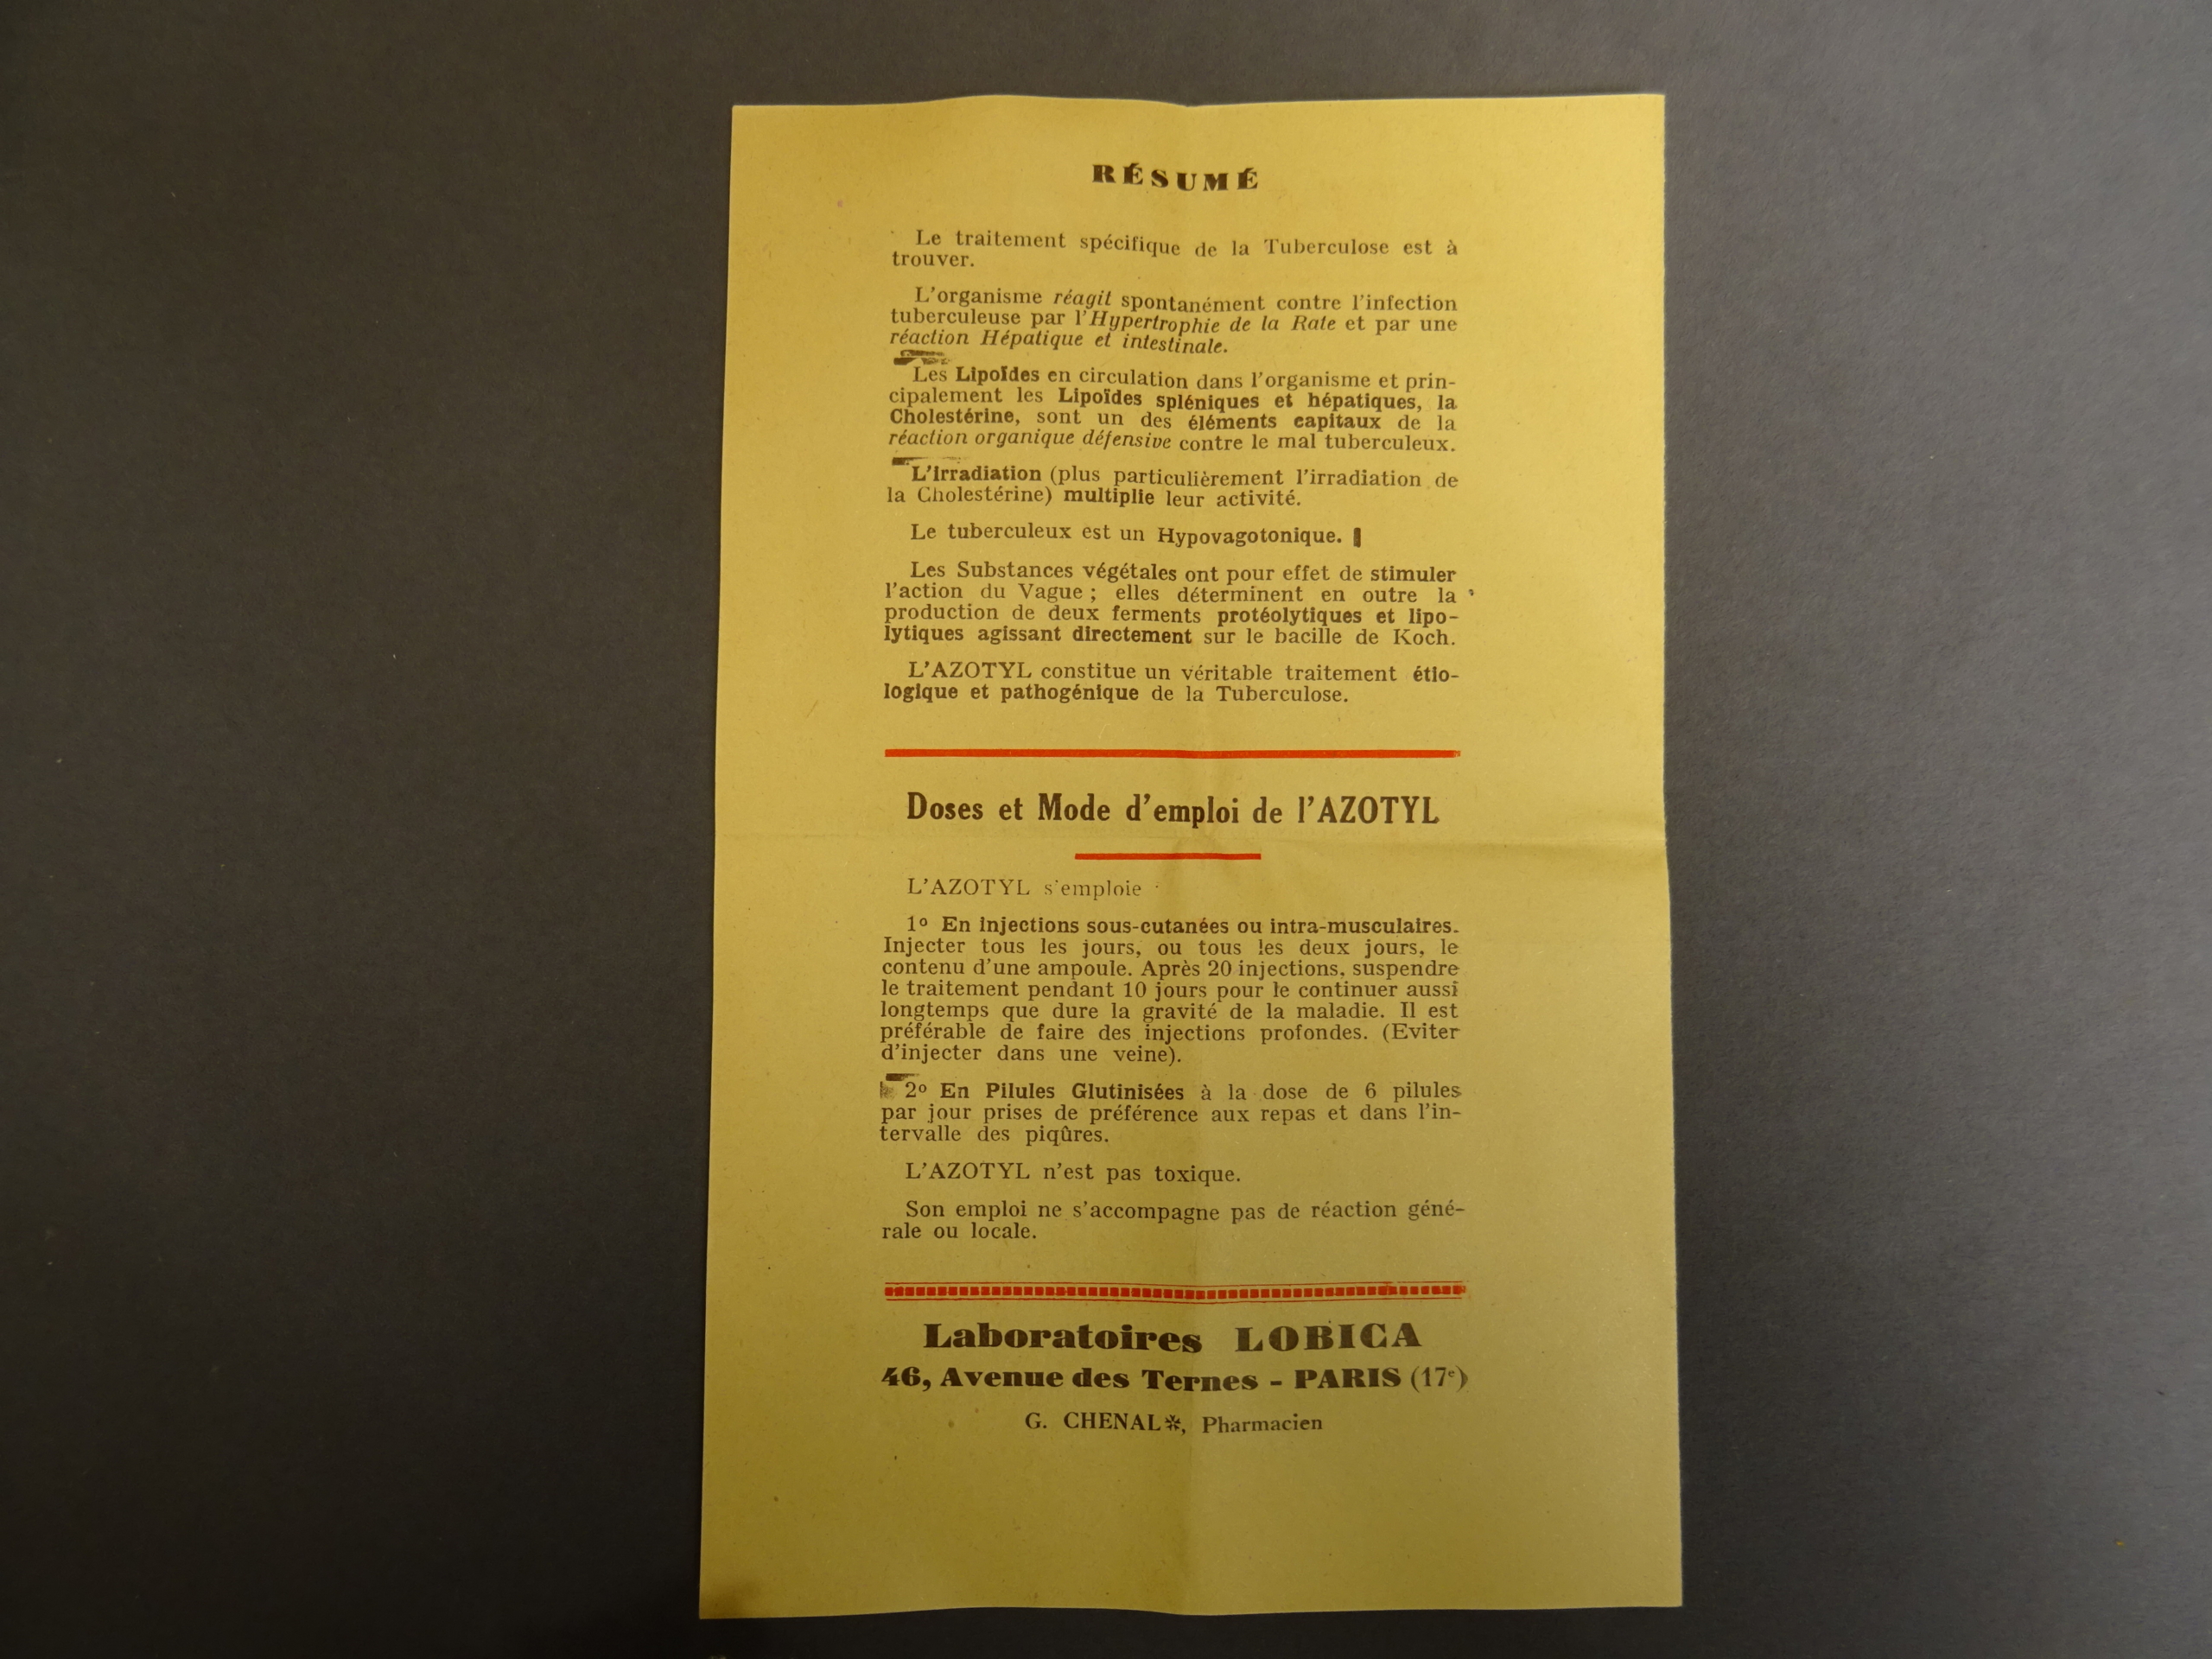 RÉSUMÉ
Le traitement spécifique de la Tuberculose est à
trouver.
L'organisme réagit spontanément contre l'infection
tuberculeuse par l'Hypertrophie de la Rate et par une
réaction Hépatique et intestinale.
Les Lipoïdes en circulation dans l'organisme et prin-
cipalement les Lipoïdes spléniques et hépatiques, la
Cholestérine, sont un des éléments capitaux de la
réaction organique défensive contre le mal tuberculeux.
L'irradiation (plus particulièrement l'irradiation de
la Cholestérine) multiplie leur activité.
Le tuberculeux est un Hypovagotonique.
Les Substances végétales ont pour effet de stimuler
l'action du Vague ; elles déterminent en outre la
production de deux ferments protéolytiques et lipo-
lytiques agissant directement sur le bacille de Koch.
L'AZOTYL constitue un véritable traitement étio-
logique et pathogénique de la Tuberculose.
Doses et Mode d'emploi de l'AZOTYL
L'AZOTYL s'emploie :
1º En injections sous-cutanées ou intra-musculaires.
Injecter tous les jours, ou tous les deux jours, le
contenu d'une ampoule. Après 20 injections, suspendre
le traitement pendant 10 jours pour le continuer aussi
longtemps que dure la gravité de la maladie. Il est
préférable de faire des injections profondes. (Eviter
d'injecter dans une veine).
2º En Pilules Glutinisées à la dose de 6 pilules
par jour prises de préférence aux repas et dans l'in-
tervalle des piqûres.
L'AZOTYL n'est pas toxique.
Son emploi ne s'accompagne pas de réaction géné-
rale ou locale.
Laboratoires LOBICA
46, Avenue des Ternes - PARIS (17e)
G. CHENAL*, Pharmacien